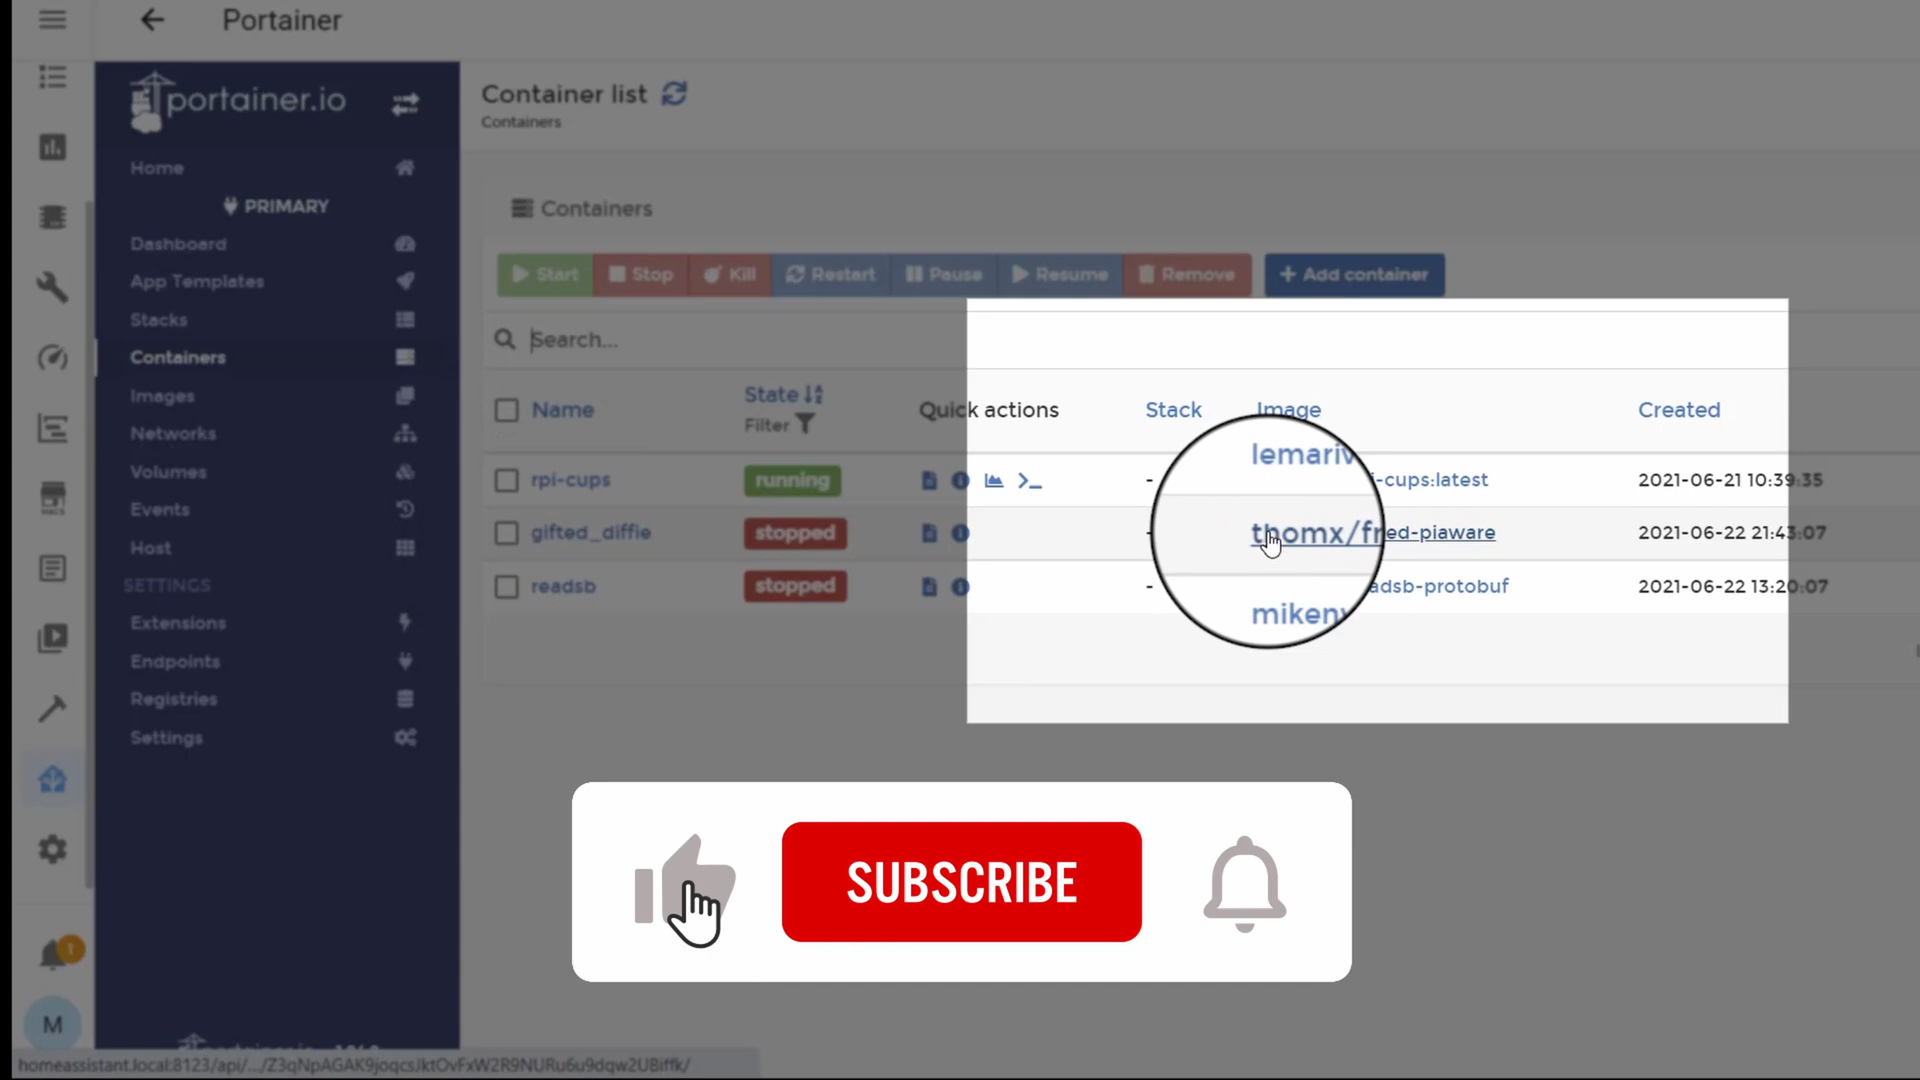 Portainer
portainer.io
Home
PRIMARY
Dashboard
App Templates
Stacks
Containers
Images
Networks
Volumes
Events
Host
SETTINGS
Extensions
Endpoints
Registries
Settings
Container list
Containers
Containers
Start Stop Kill Restart Pause Resume Remove + Add container
Search...
Name State Filter Quick actions Stack Image Created
rpi-cups running - -cups:latest 2021-06-21 10:39:35
gifted_diffie stopped - thomx/fr ed-piaware 2021-06-22 21:43:07
readsb stopped - adsb-protobuf 2021-06-22 13:20:07
SUBSCRIBE
1
M